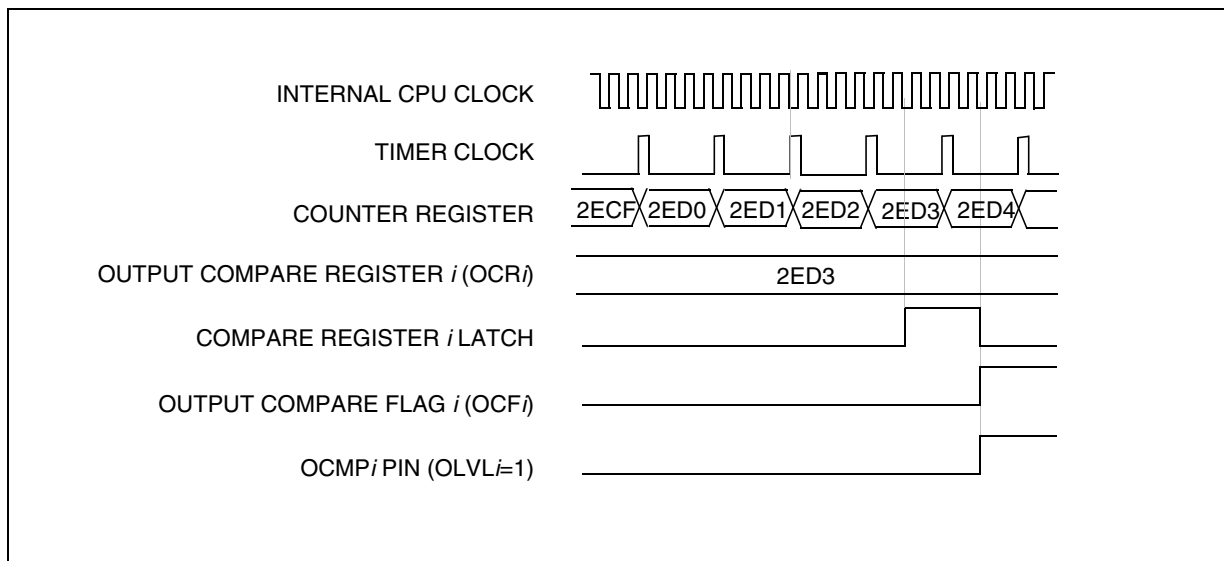 INTERNAL CPU CLOCK
TIMER CLOCK
COUNTER REGISTER 2ECF 2ED0 2ED1 2ED2 2ED3 2ED4
OUTPUT COMPARE REGISTER i (OCRi) 2ED3
COMPARE REGISTER i LATCH
OUTPUT COMPARE FLAG i (OCFi)
OCMPi PIN (OLVLi=1)